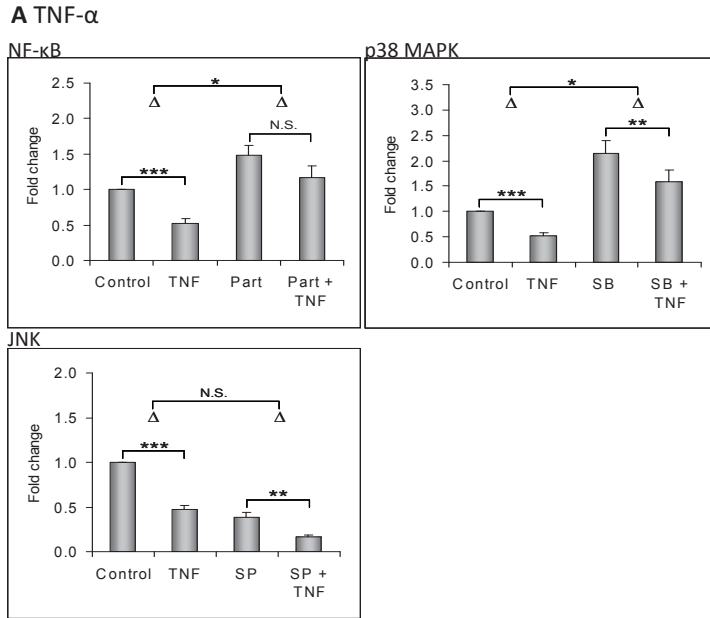 A TNF-α
NF-κB
Fold change
2.5
2.0
1.5
1.0
0.5
0.0
*
Δ Δ
N.S.
***
Control TNF Part Part +
TNF
p38 MAPK
Fold change
3.5
3.0
2.5
2.0
1.5
1.0
0.5
0.0
*
Δ Δ
**
***
Control TNF SB SB +
TNF
JNK
Fold change
2.0
1.5
1.0
0.5
0.0
N.S.
Δ Δ
***
**
Control TNF SP SP +
TNF